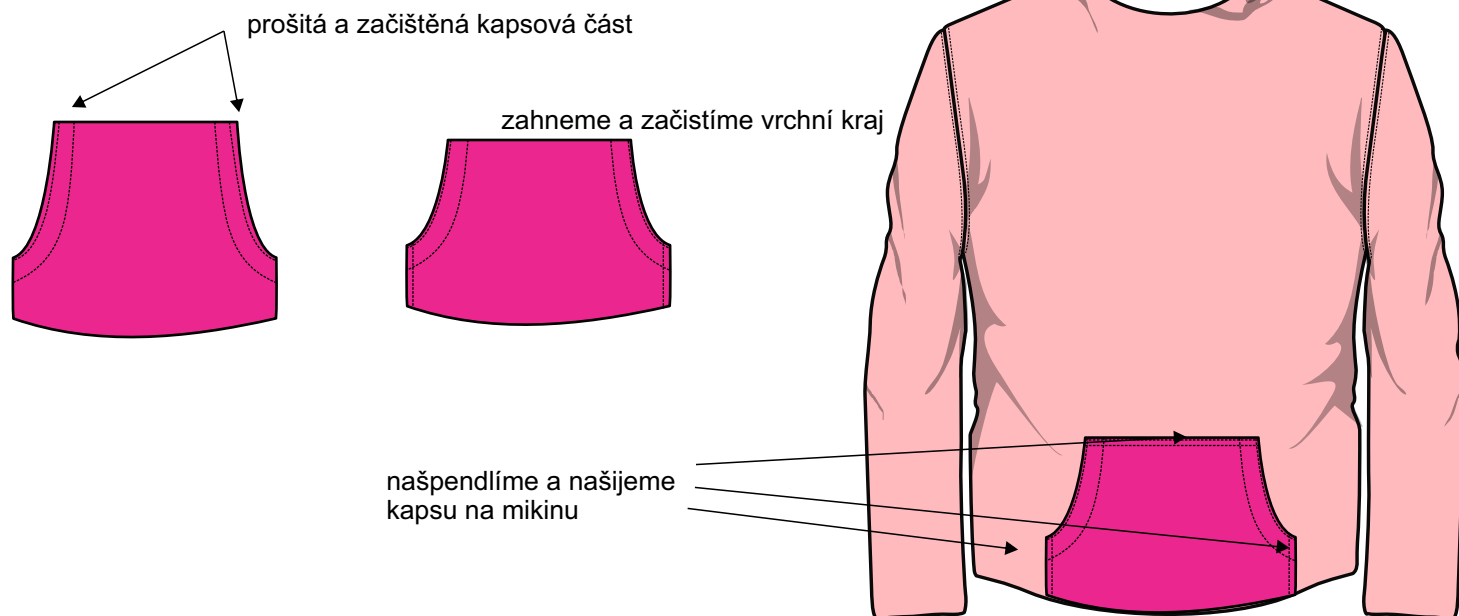 prošitá a začištěná kapsová část
zahneme a začistíme vrchní kraj
našpendlíme a našijeme
kapsu na mikinu